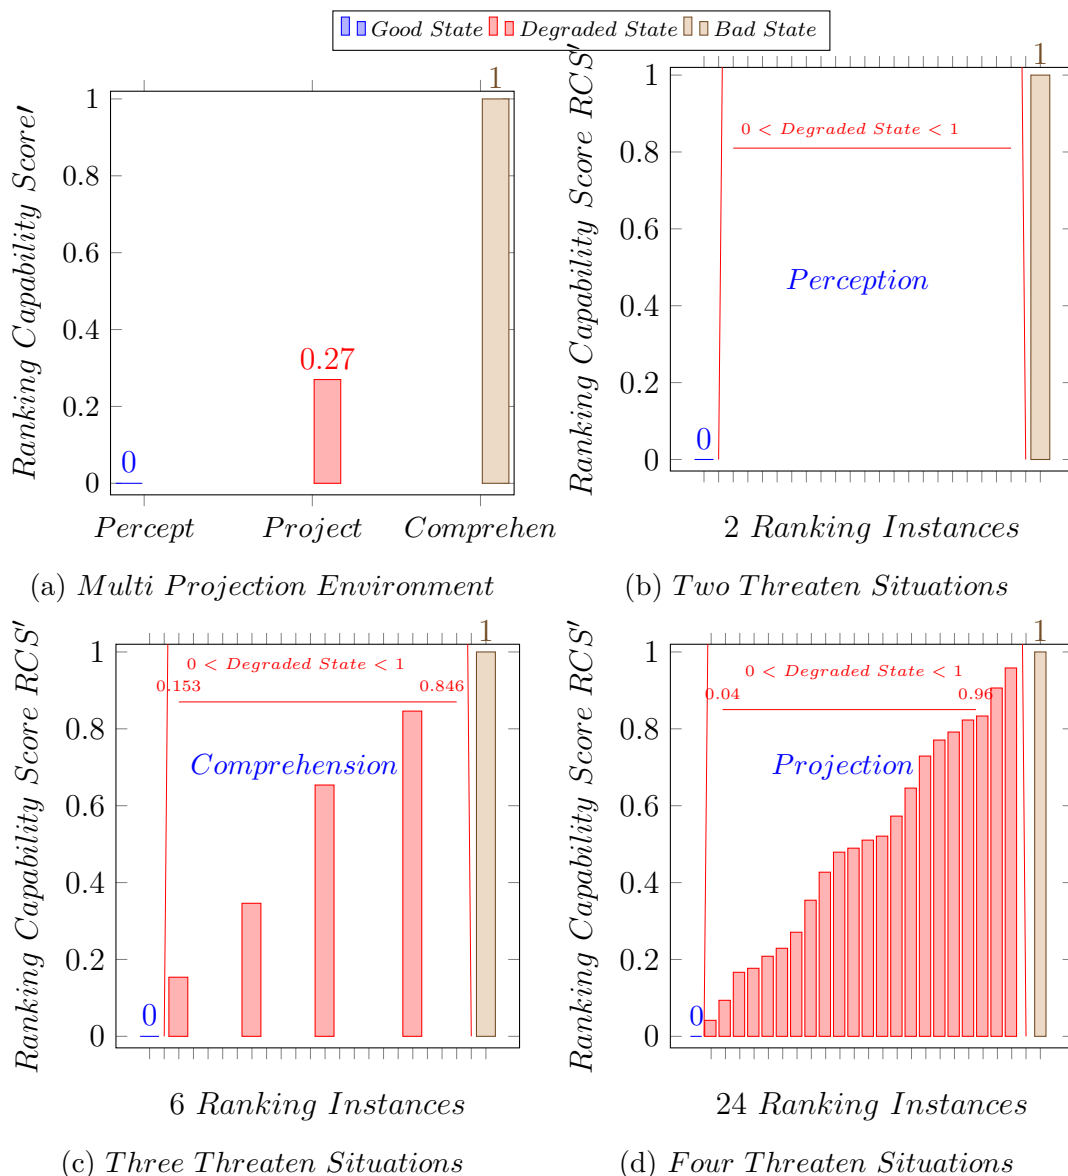 Good State Degraded State Bad State
Ranking Capability Score′
1
0.8
0.6
0.4
0.2
0
0
0.27
1
Percept Project Comprehen
(a) Multi Projection Environment
Ranking Capability Score RCS′
1
0.8
0.6
0.4
0.2
0
0 < Degraded State < 1
Perception
0
1
2 Ranking Instances
(b) Two Threaten Situations
Ranking Capability Score RCS′
1
0.8
0.6
0.4
0.2
0
0 < Degraded State < 1
0.153 0.846
Comprehension
0
1
6 Ranking Instances
(c) Three Threaten Situations
Ranking Capability Score RCS′
1
0.8
0.6
0.4
0.2
0
0 < Degraded State < 1
0.04 0.96
Projection
0
1
24 Ranking Instances
(d) Four Threaten Situations